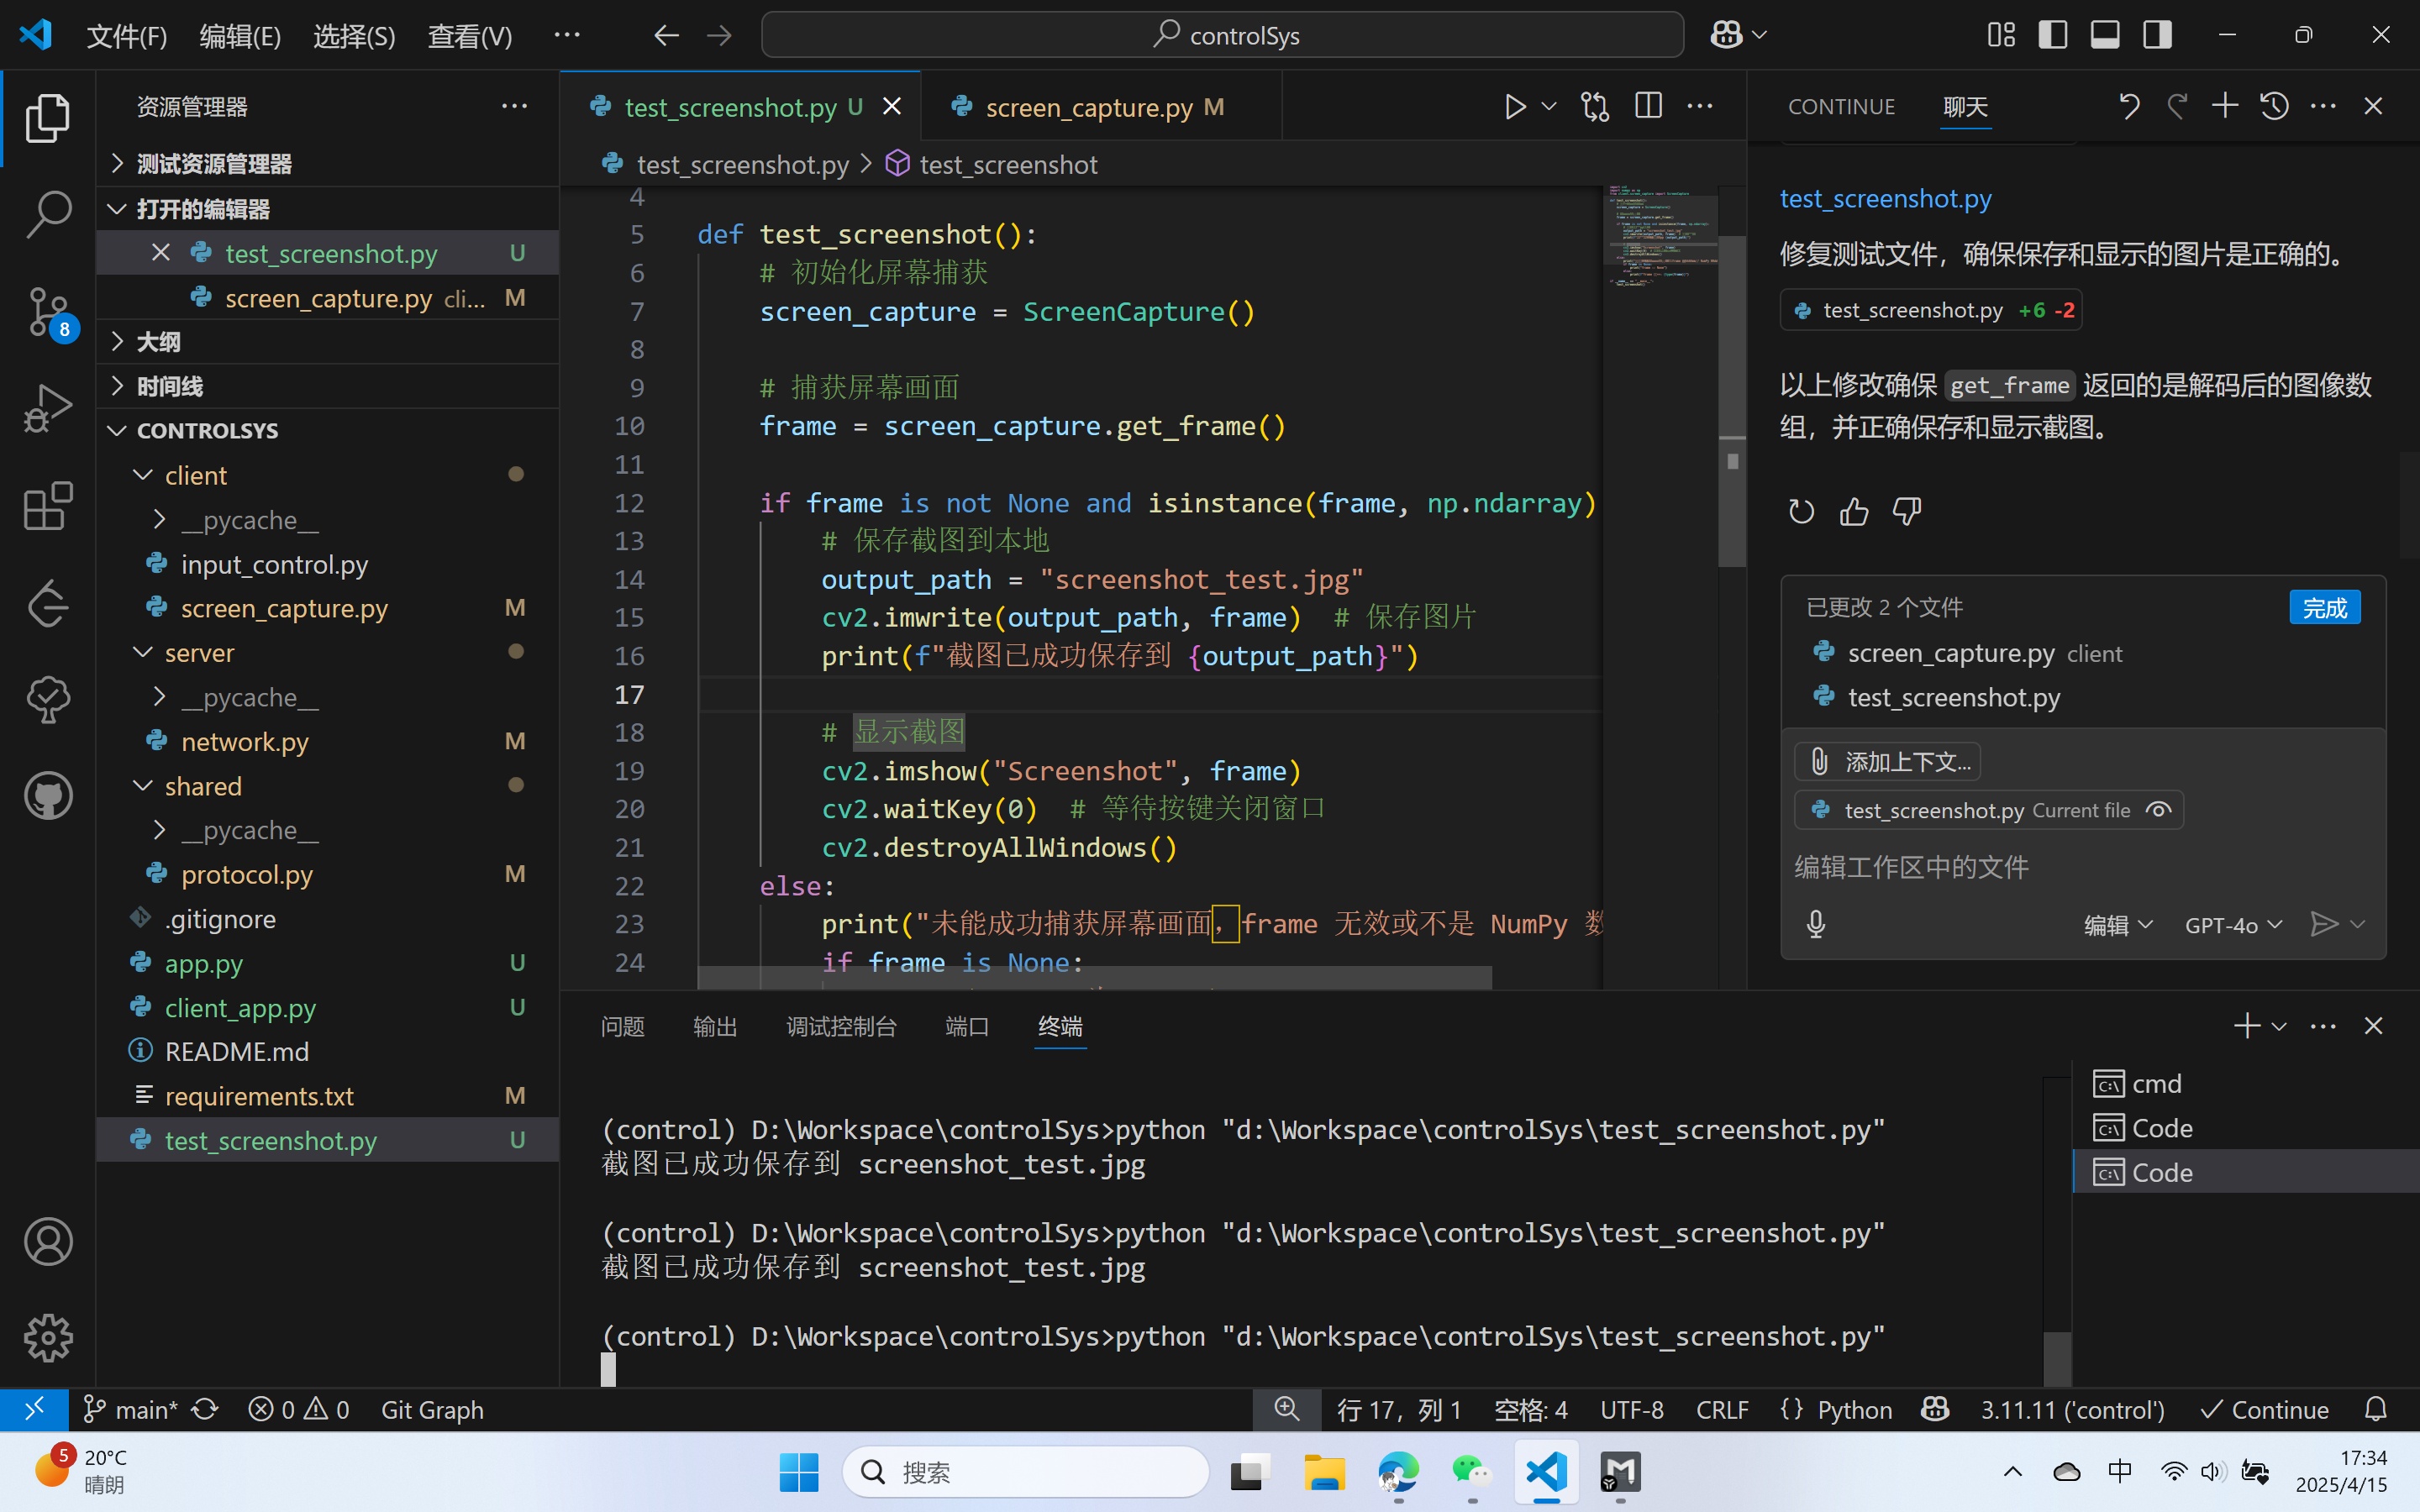 文件(F) 编辑(E) 选择(S) 查看(V) ··· controlSys
资源管理器
测试资源管理器
打开的编辑器
test_screenshot.py U
screen_capture.py cli... M
大纲
时间线
CONTROLSYS
client
__pycache__
input_control.py
screen_capture.py M
server
__pycache__
network.py M
shared
__pycache__
protocol.py M
.gitignore
app.py U
client_app.py U
README.md
requirements.txt M
test_screenshot.py U
8
test_screenshot.py U screen_capture.py M
test_screenshot.py > test_screenshot
4
5 def test_screenshot():
6 # 初始化屏幕捕获
7 screen_capture = ScreenCapture()
8
9 # 捕获屏幕画面
10 frame = screen_capture.get_frame()
11
12 if frame is not None and isinstance(frame, np.ndarray)
13 # 保存截图到本地
14 output_path = "screenshot_test.jpg"
15 cv2.imwrite(output_path, frame) # 保存图片
16 print(f"截图已成功保存到 {output_path}")
17
18 # 显示截图
19 cv2.imshow("Screenshot", frame)
20 cv2.waitKey(0) # 等待按键关闭窗口
21 cv2.destroyAllWindows()
22 else:
23 print("未能成功捕获屏幕画面，frame 无效或不是 NumPy 数
24 if frame is None:
CONTINUE 聊天
test_screenshot.py
修复测试文件，确保保存和显示的图片是正确的。
test_screenshot.py +6 -2
以上修改确保 get_frame 返回的是解码后的图像数
组，并正确保存和显示截图。
已更改 2 个文件 完成
screen_capture.py client
test_screenshot.py
添加上下文...
test_screenshot.py Current file
编辑工作区中的文件
编辑 GPT-4o
问题 输出 调试控制台 端口 终端
(control) D:\Workspace\controlSys>python "d:\Workspace\controlSys\test_screenshot.py"
截图已成功保存到 screenshot_test.jpg
(control) D:\Workspace\controlSys>python "d:\Workspace\controlSys\test_screenshot.py"
截图已成功保存到 screenshot_test.jpg
(control) D:\Workspace\controlSys>python "d:\Workspace\controlSys\test_screenshot.py"
cmd
Code
Code
main* 0 0 Git Graph 行 17，列 1 空格: 4 UTF-8 CRLF {} Python 3.11.11 ('control') Continue
5 20°C
晴朗
搜索
中
17:34
2025/4/15